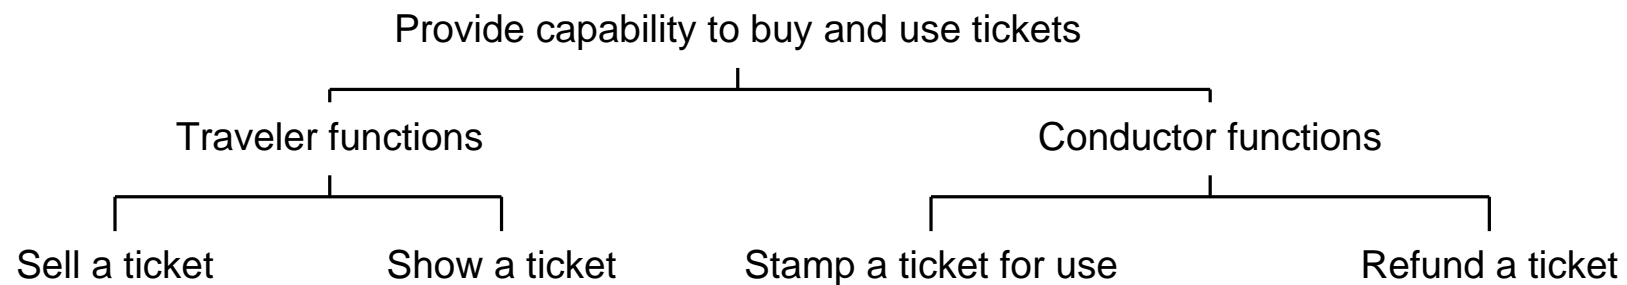 Provide capability to buy and use tickets
Traveler functions
Conductor functions
Sell a ticket
Show a ticket
Stamp a ticket for use
Refund a ticket